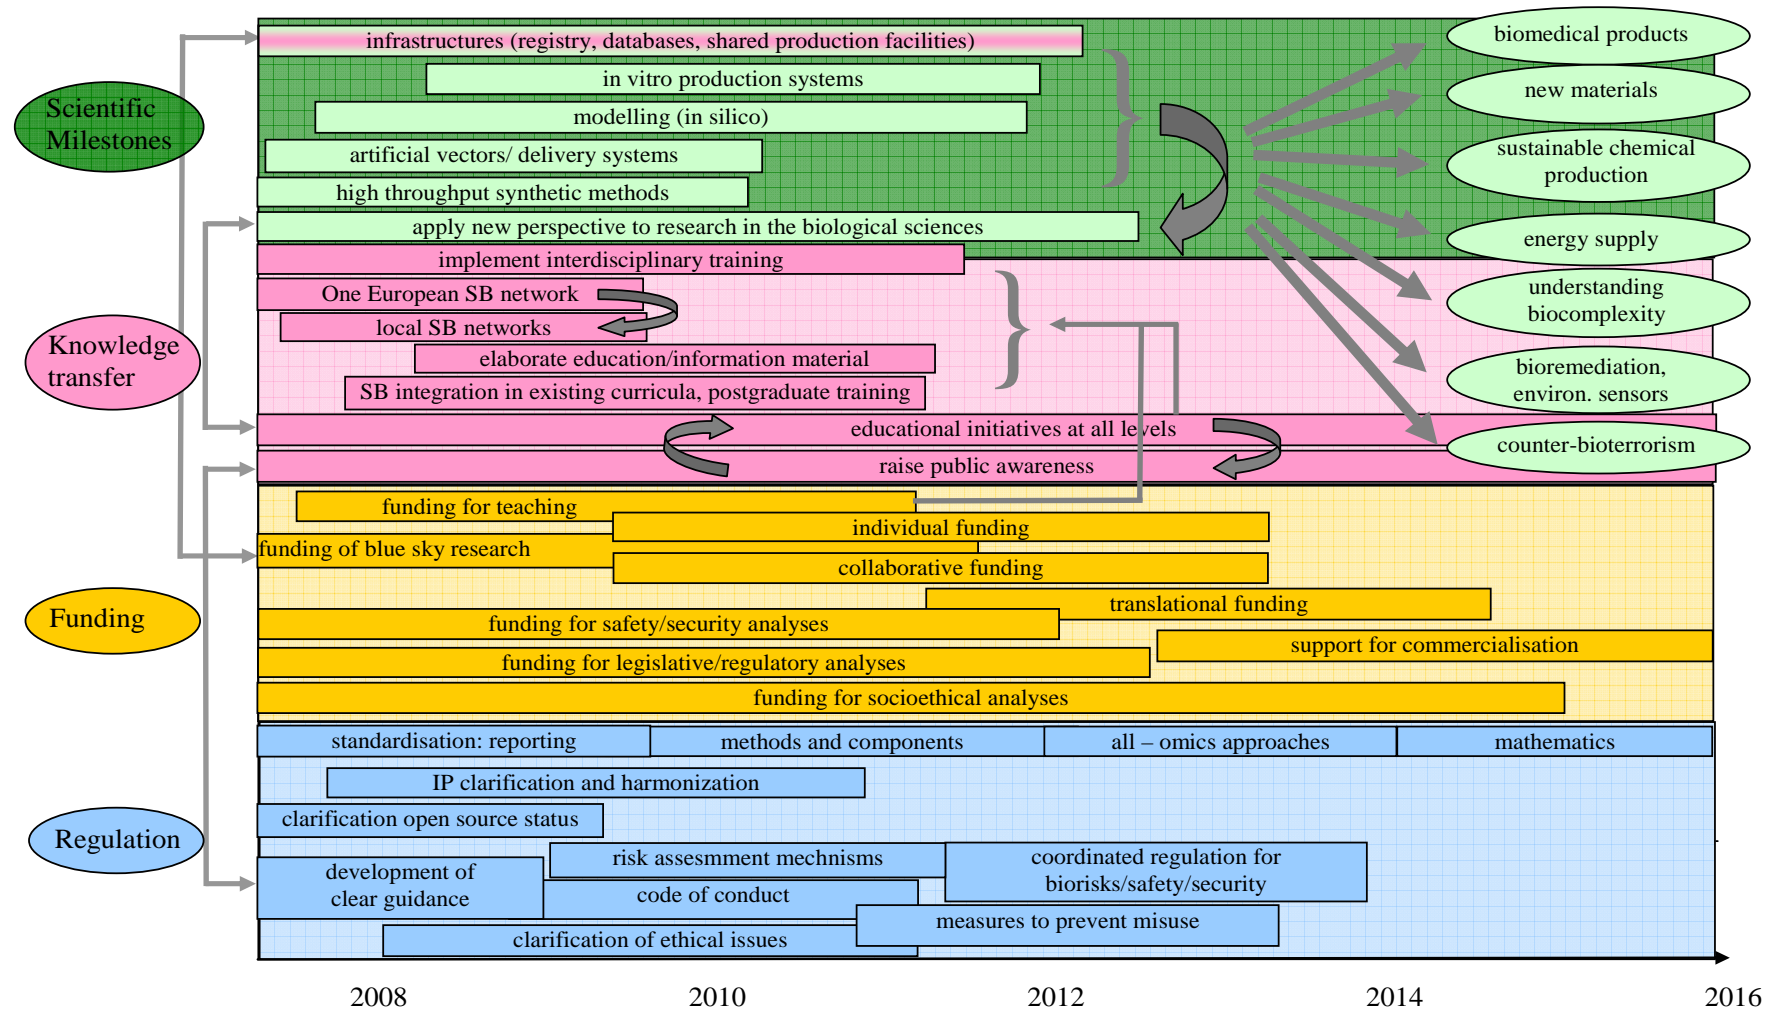 infrastructures (registry, databases, shared production facilities)
in vitro production systems
modelling (in silico)
artificial vectors/ delivery systems
high throughput synthetic methods
apply new perspective to research in the biological sciences
Scientific
Milestones
biomedical products
new materials
sustainable chemical
production
energy supply
understanding
biocomplexity
bioremediation,
environ. sensors
counter-bioterrorism
implement interdisciplinary training
One European SB network
local SB networks
elaborate education/information material
SB integration in existing curricula, postgraduate training
educational initiatives at all levels
raise public awareness
Knowledge
transfer
funding for teaching
individual funding
funding of blue sky research
collaborative funding
translational funding
funding for safety/security analyses
support for commercialisation
funding for legislative/regulatory analyses
funding for socioethical analyses
Funding
standardisation: reporting
methods and components
all – omics approaches
mathematics
IP clarification and harmonization
clarification open source status
risk assesmment mechnisms
coordinated regulation for
biorisks/safety/security
development of
clear guidance
code of conduct
measures to prevent misuse
clarification of ethical issues
Regulation
2008
2010
2012
2014
2016